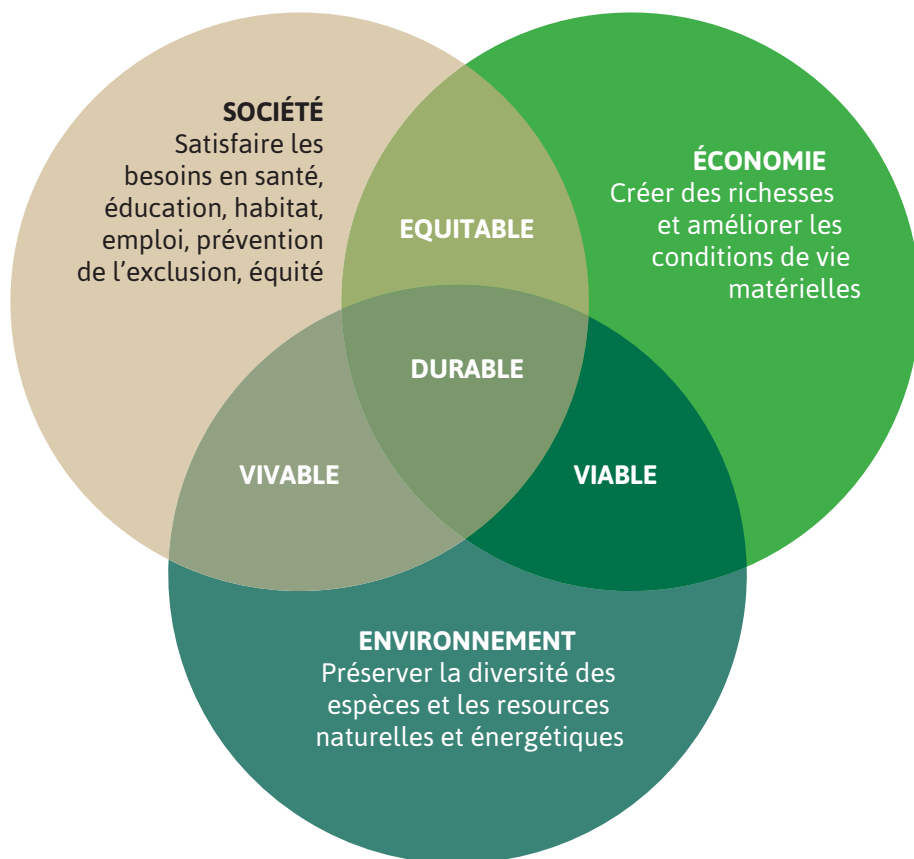 SOCIÉTÉ
Satisfaire les
besoins en santé,
éducation, habitat,
emploi, prévention
de l’exclusion, équité
ÉCONOMIE
Créer des richesses
et améliorer les
conditions de vie
matérielles
EQUITABLE
DURABLE
VIVABLE
VIABLE
ENVIRONNEMENT
Préserver la diversité des
espèces et les resources
naturelles et énergétiques